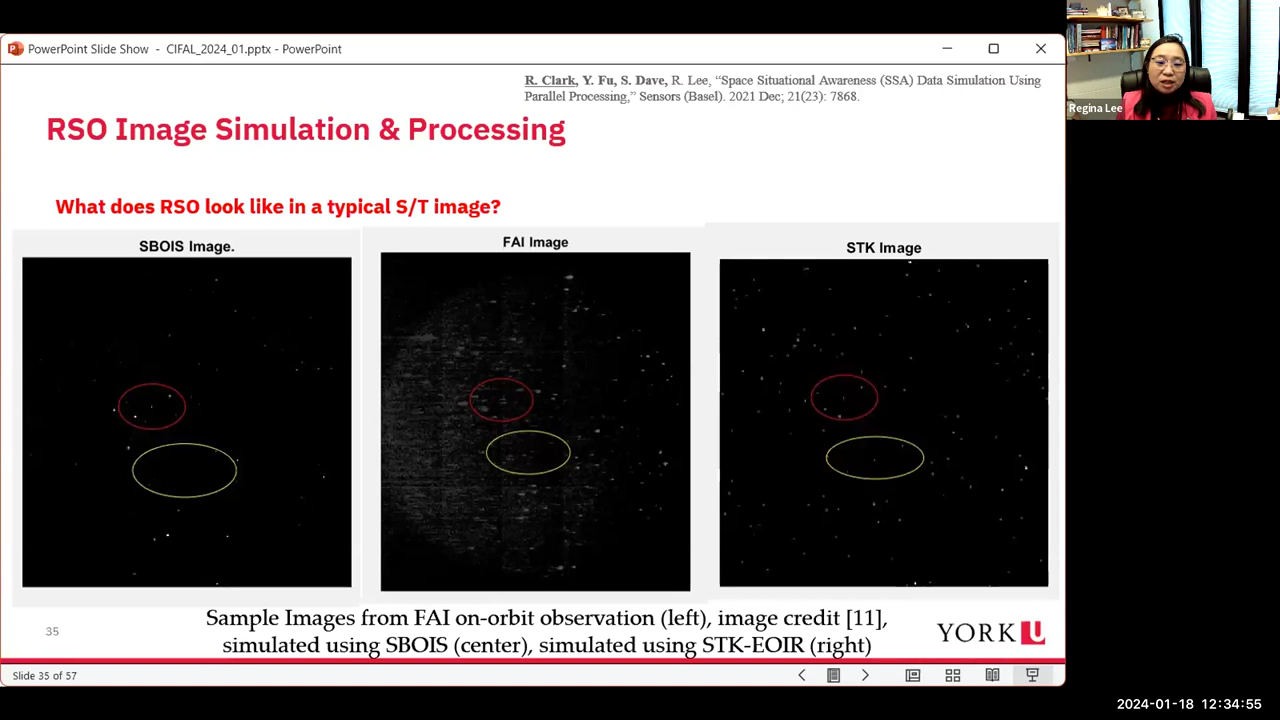 PowerPoint Slide Show - CIFAL_2024_01.pptx - PowerPoint
R. Clark, Y. Fu, S. Dave, R. Lee, “Space Situational Awareness (SSA) Data Simulation Using
Parallel Processing,” Sensors (Basel). 2021 Dec; 21(23): 7868.
RSO Image Simulation & Processing
What does RSO look like in a typical S/T image?
SBOIS Image.
FAI Image
STK Image
Sample Images from FAI on-orbit observation (left), image credit [11],
simulated using SBOIS (center), simulated using STK-EOIR (right)
35
YORK U
Slide 35 of 57
Regina Lee
2024-01-18 12:34:55